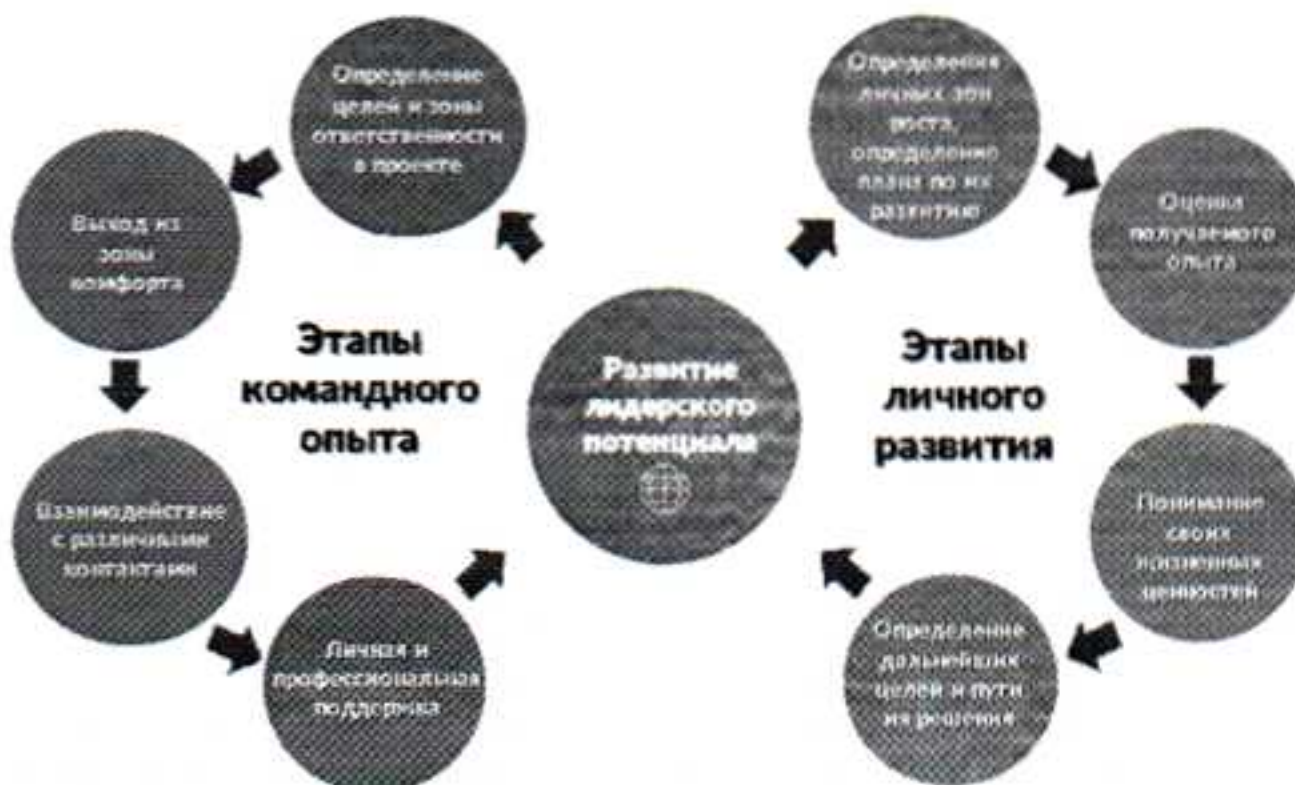 Определение
целей и зоны
ответственности
в проекте
Выход из
зоны
комфорта
Взаимодействие
с различными
контактами
Личная и
профессиональная
поддержка
Этапы
командного
опыта
Развитие
лидерского
потенциала
Этапы
личного
развития
Определения
личных зон
роста,
определение
плана по их
развитию
Оценка
получаемого
опыта
Понимание
своих
жизненных
ценностей
Определение
дальнейших
целей и пути
их решения